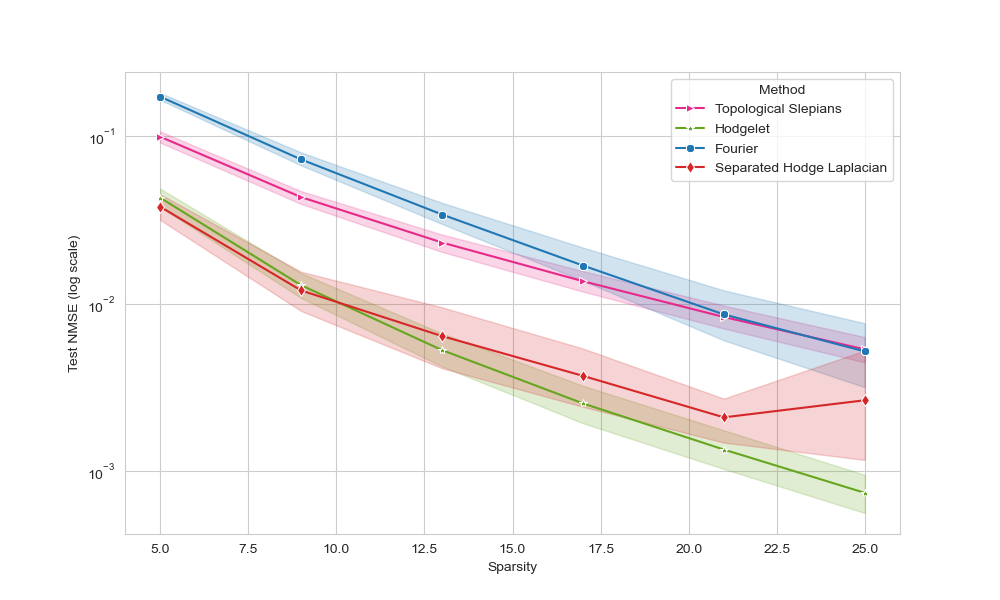 Method
Topological Slepians
Hodgelet
Fourier
Separated Hodge Laplacian
Test NMSE (log scale)
10⁻¹
10⁻²
10⁻³
5.0 7.5 10.0 12.5 15.0 17.5 20.0 22.5 25.0
Sparsity